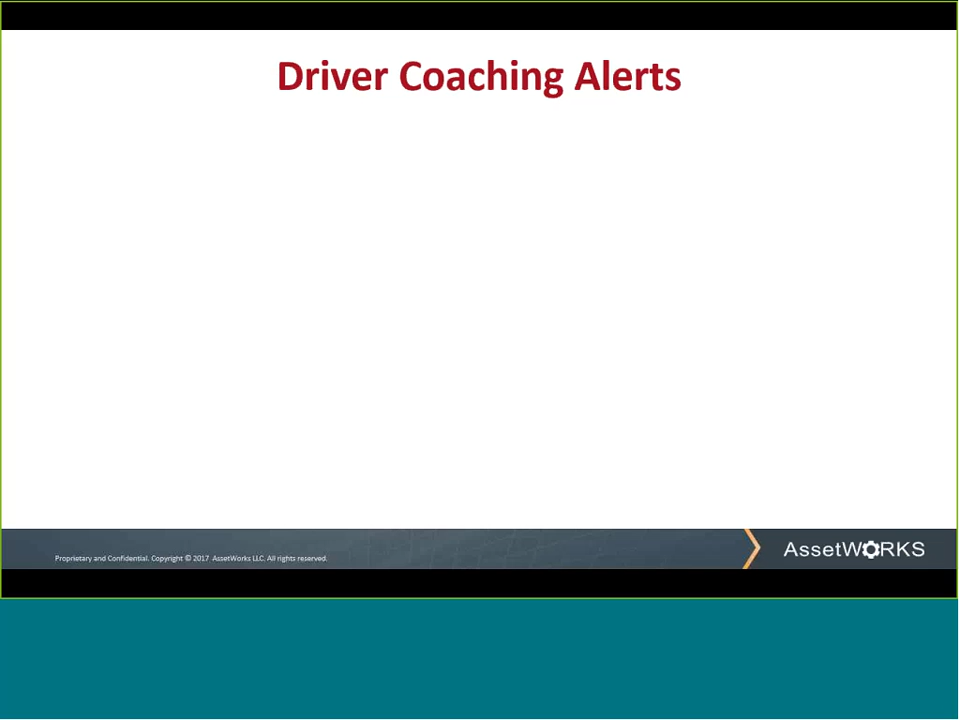 Driver Coaching Alerts
Proprietary and Confidential. Copyright © 2017 AssetWorks LLC. All rights reserved.
AssetWORKS